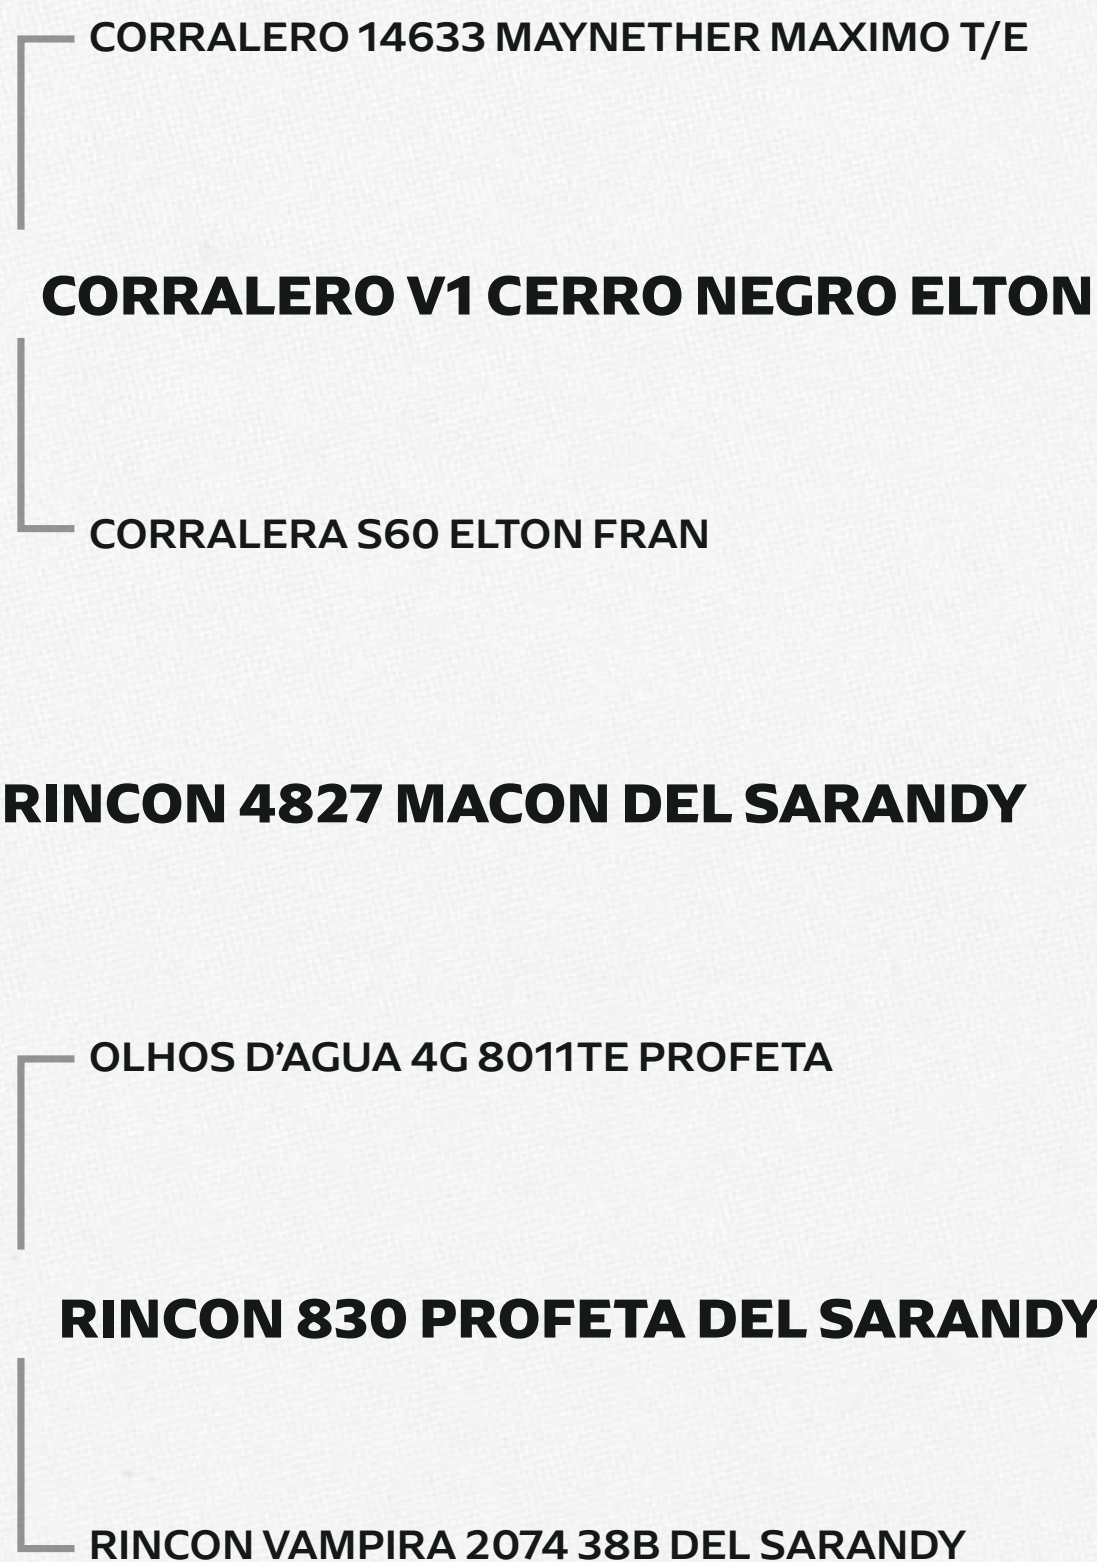 CORRALERO 14633 MAYNETHER MAXIMO T/E
CORRALERO V1 CERRO NEGRO ELTON
CORRALERA S60 ELTON FRAN
RINCON 4827 MACON DEL SARANDY
OLHOS D’AGUA 4G 8011TE PROFETA
RINCON 830 PROFETA DEL SARANDY
RINCON VAMPIRA 2074 38B DEL SARANDY